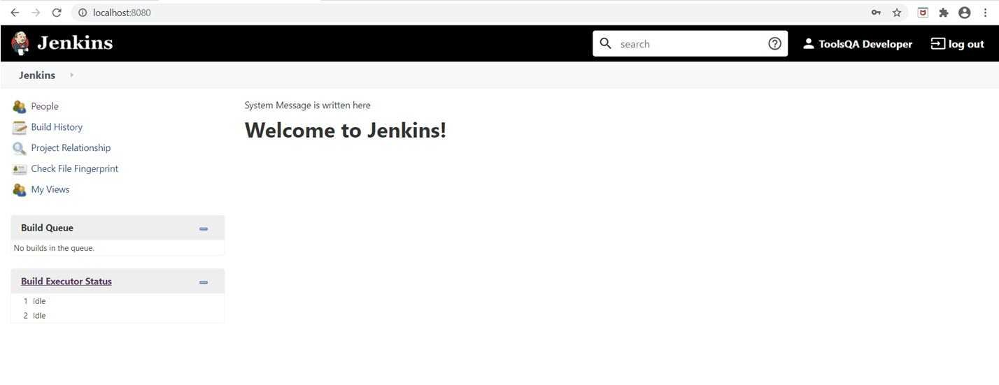 localhost:8080
Jenkins
search
ToolsQA Developer
log out
Jenkins
People
Build History
Project Relationship
Check File Fingerprint
My Views
System Message is written here
Welcome to Jenkins!
Build Queue
No builds in the queue.
Build Executor Status
1 Idle
2 Idle